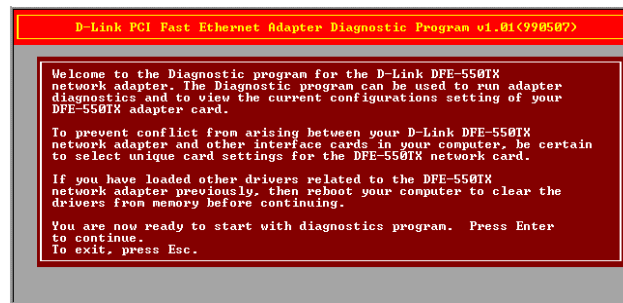 D-Link PCI Fast Ethernet Adapter Diagnostic Program v1.01(990507)
Welcome to the Diagnostic program for the D-Link DFE-550TX
network adapter. The Diagnostic program can be used to run adapter
diagnostics and to view the current configurations setting of your
DFE-550TX adapter card.
To prevent conflict from arising between your D-Link DFE-550TX
network adapter and other interface cards in your computer, be certain
to select unique card settings for the DFE-550TX network card.
If you have loaded other drivers related to the DFE-550TX
network adapter previously, then reboot your computer to clear the
drivers from memory before continuing.
You are now ready to start with diagnostics program.  Press Enter
to continue.
To exit, press Esc.